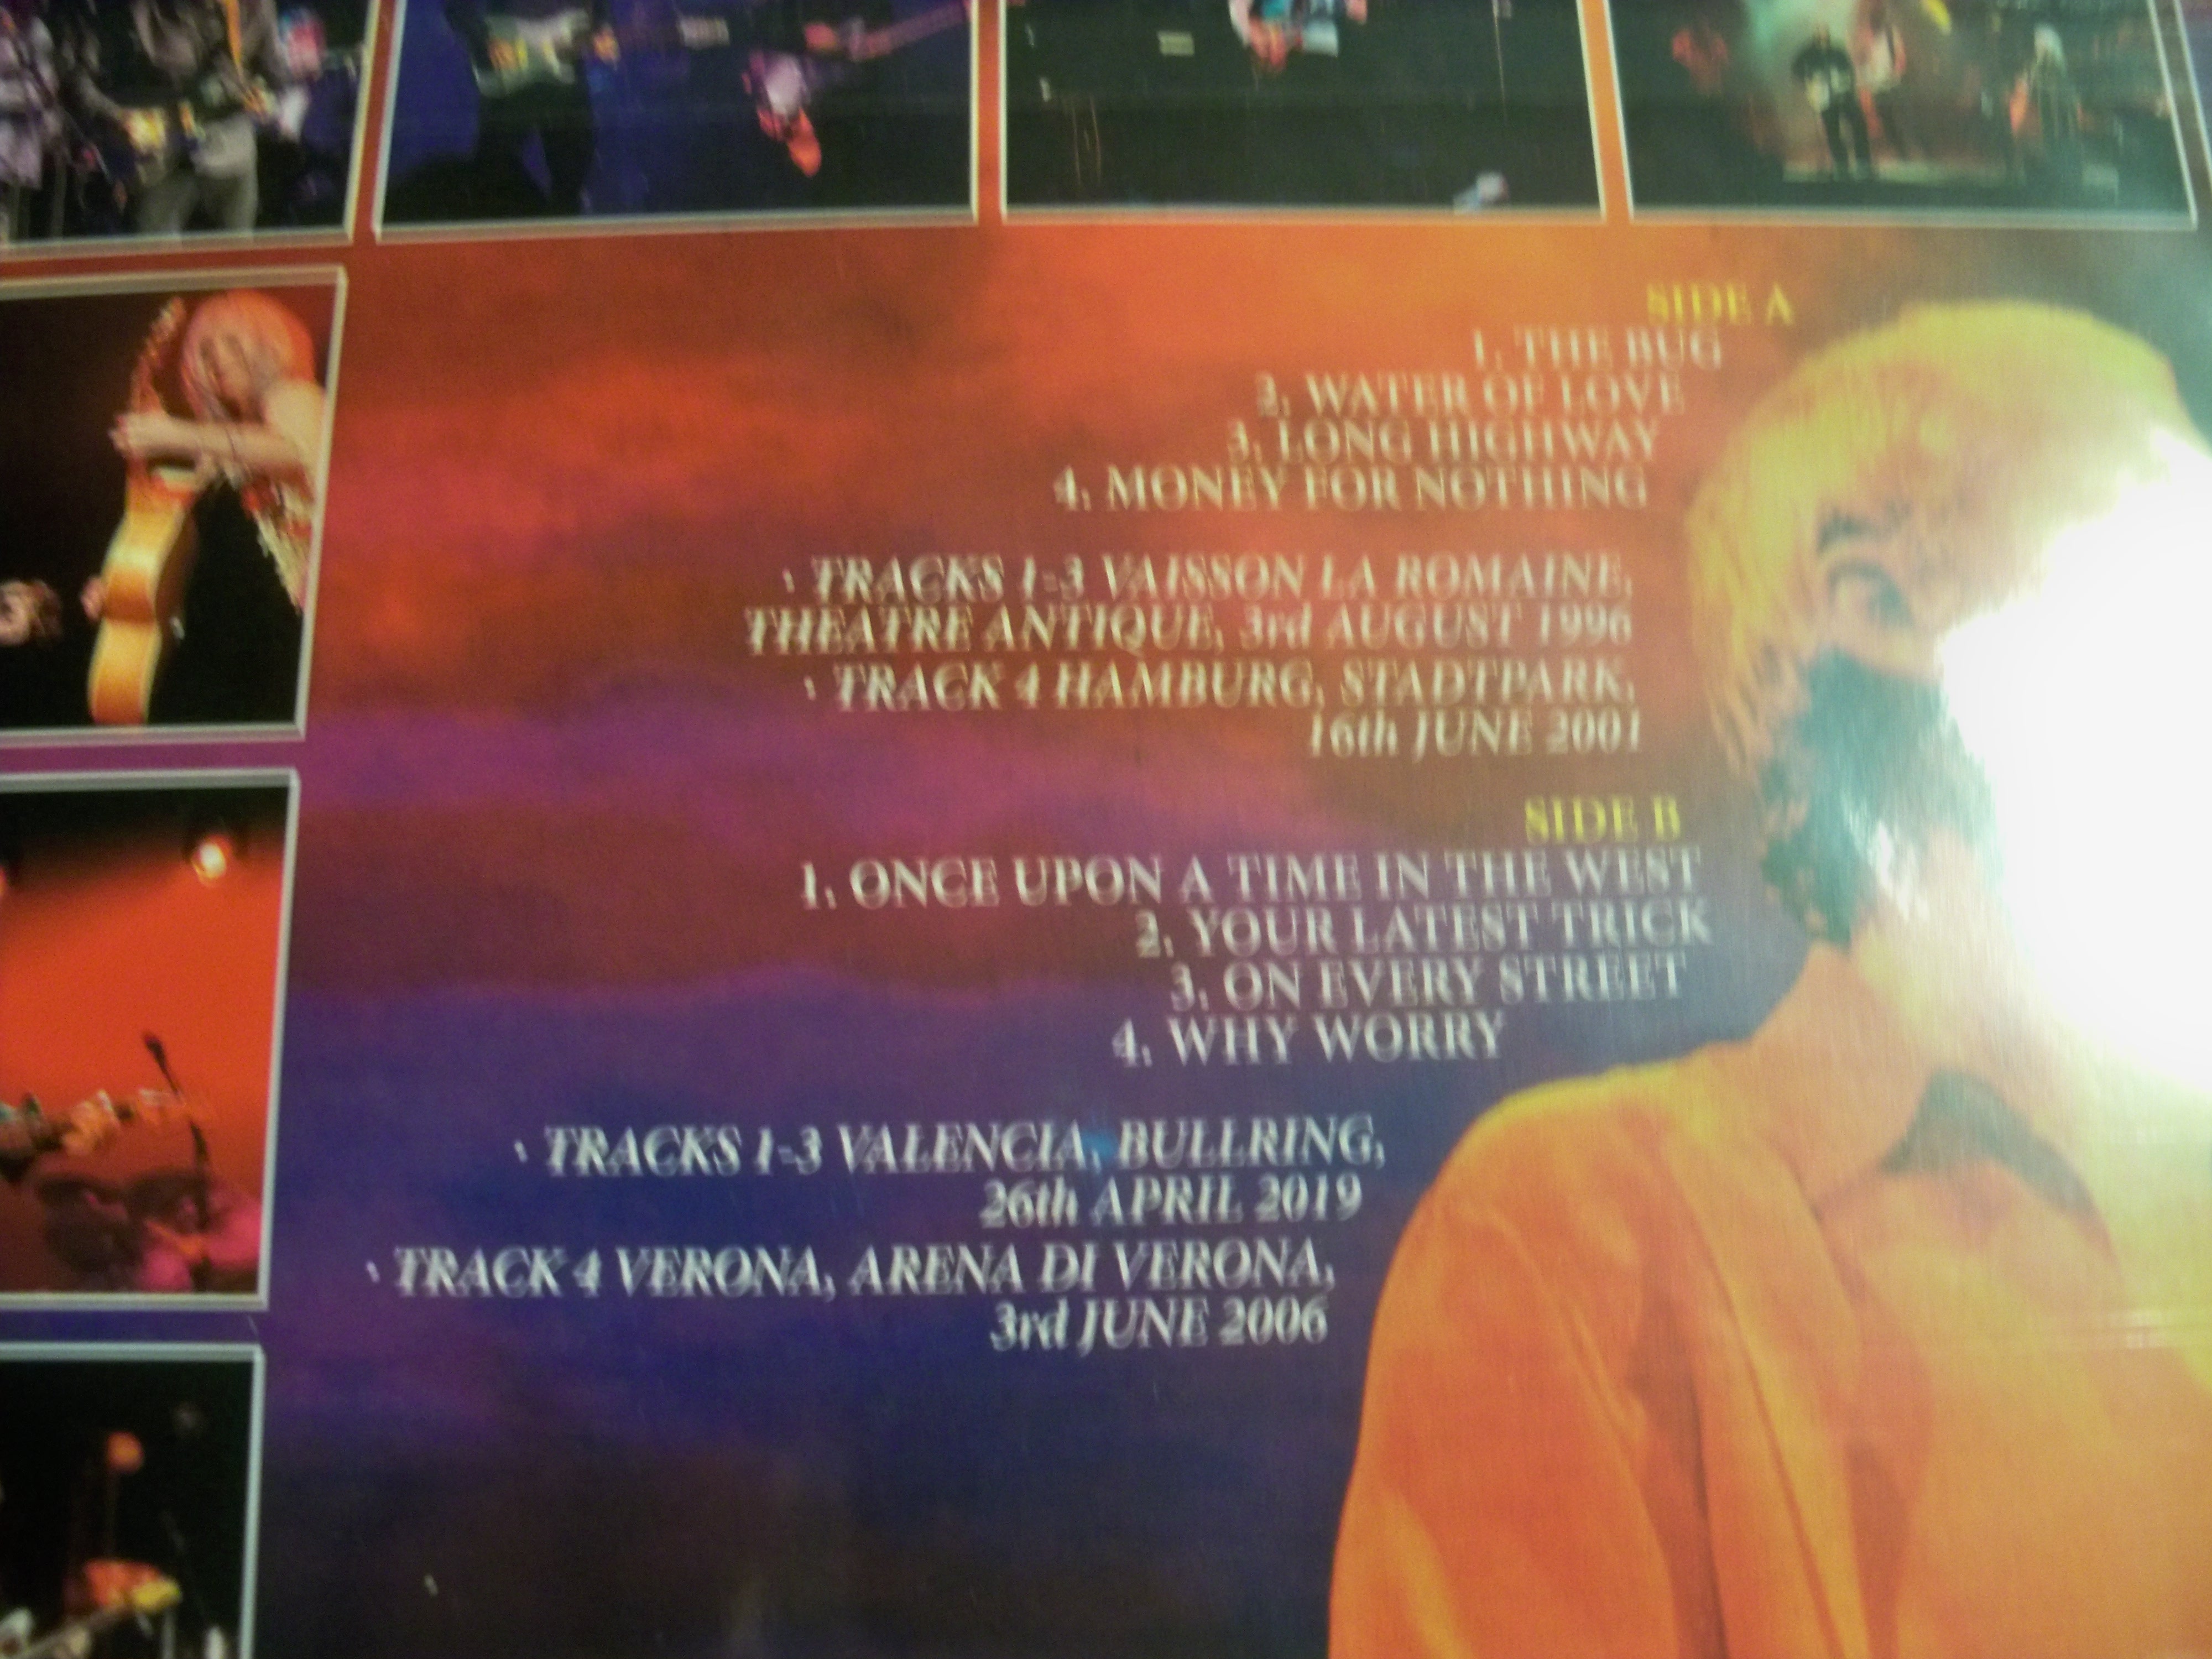 SIDE A
1. THE BUG
2. WATER OF LOVE
3. LONG HIGHWAY
4. MONEY FOR NOTHING
· TRACKS 1-3 VAISSON LA ROMAINE,
THEATRE ANTIQUE, 3rd AUGUST 1996
· TRACK 4 HAMBURG, STADTPARK,
16th JUNE 2001
SIDE B
1. ONCE UPON A TIME IN THE WEST
2. YOUR LATEST TRICK
3. ON EVERY STREET
4. WHY WORRY
· TRACKS 1-3 VALENCIA, BULLRING,
26th APRIL 2019
· TRACK 4 VERONA, ARENA DI VERONA,
3rd JUNE 2006